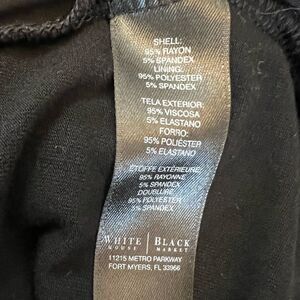 SHELL:
95% RAYON
5% SPANDEX
LINING:
95% POLYESTER
5% SPANDEX
TELA EXTERIOR:
95% VISCOSA
5% ELASTANO
FORRO:
95% POLIÉSTER
5% ELASTANO
ÉTOFFE EXTÉRIEURE:
95% RAYONNE
5% SPANDEX
DOUBLURE
95% POLYESTER
5% SPANDEX
WHITE | BLACK
HOUSE | MARKET
11215 METRO PARKWAY
FORT MYERS, FL 33966